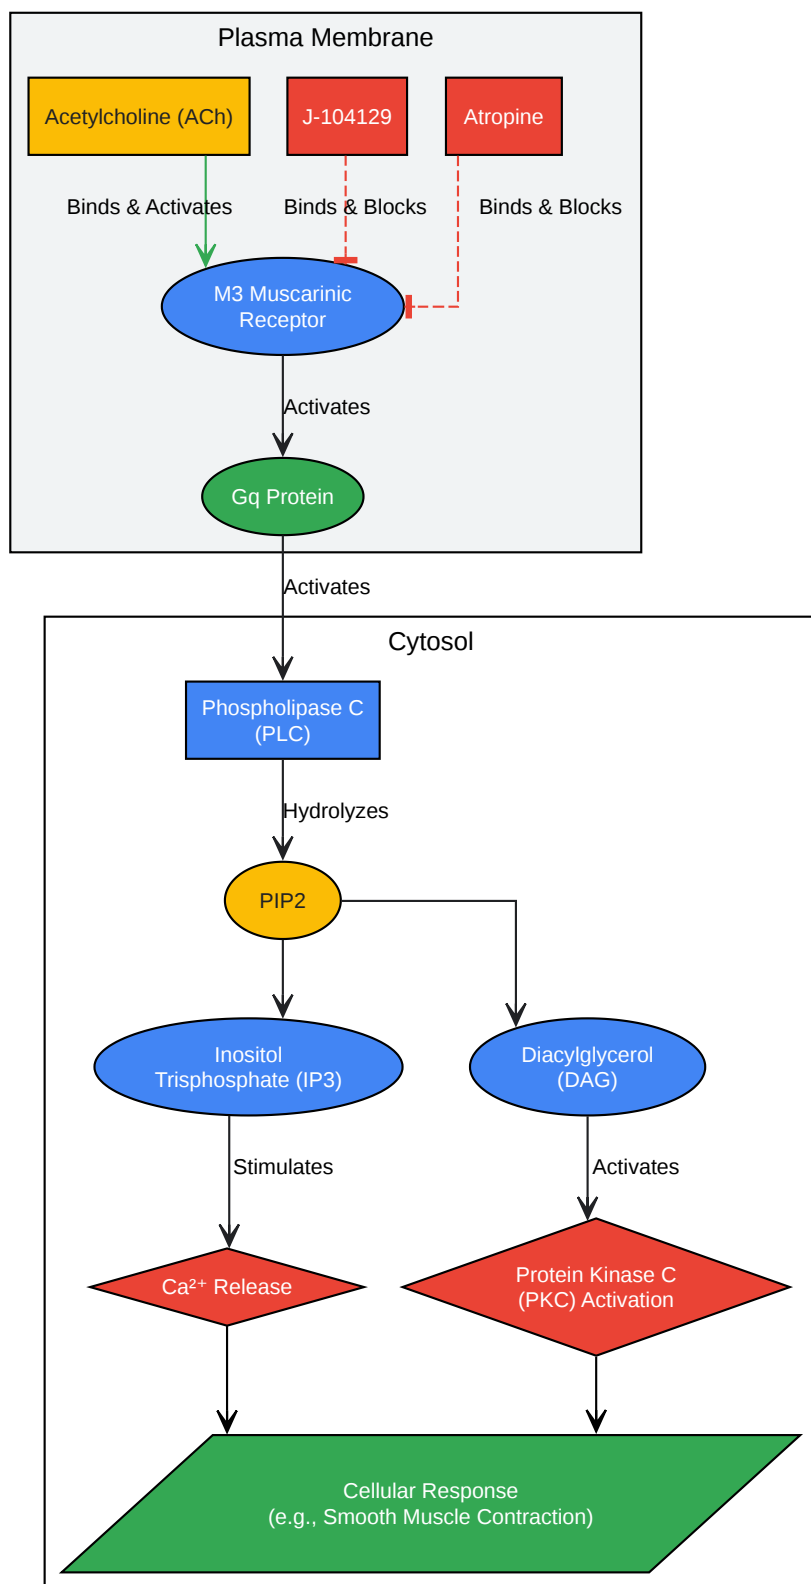 Plasma Membrane
Acetylcholine (ACh)
J-104129
Atropine
Binds & Activates
Binds & Blocks
Binds & Blocks
M3 Muscarinic
Receptor
Activates
Gq Protein
Activates
Cytosol
Phospholipase C
(PLC)
Hydrolyzes
PIP2
Inositol
Trisphosphate (IP3)
Diacylglycerol
(DAG)
Stimulates
Activates
Ca²⁺ Release
Protein Kinase C
(PKC) Activation
Cellular Response
(e.g., Smooth Muscle Contraction)